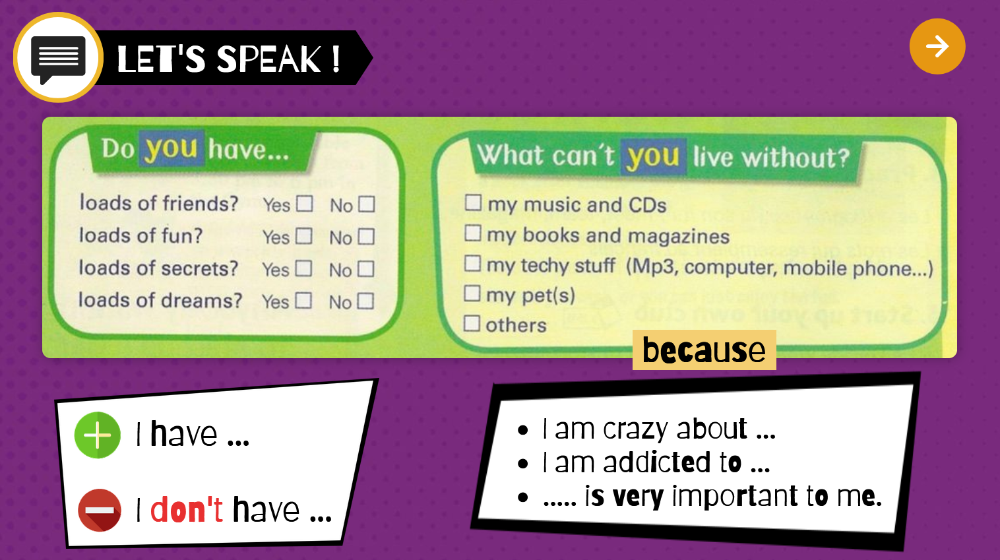 LET'S SPEAK !
Do you have...
loads of friends? Yes No
loads of fun? Yes No
loads of secrets? Yes No
loads of dreams? Yes No
What can't you live without?
my music and CDs
my books and magazines
my techy stuff (Mp3, computer, mobile phone...)
my pet(s)
others
because
I have ...
I don't have ...
• I am crazy about ...
• I am addicted to ...
• ..... is very important to me.